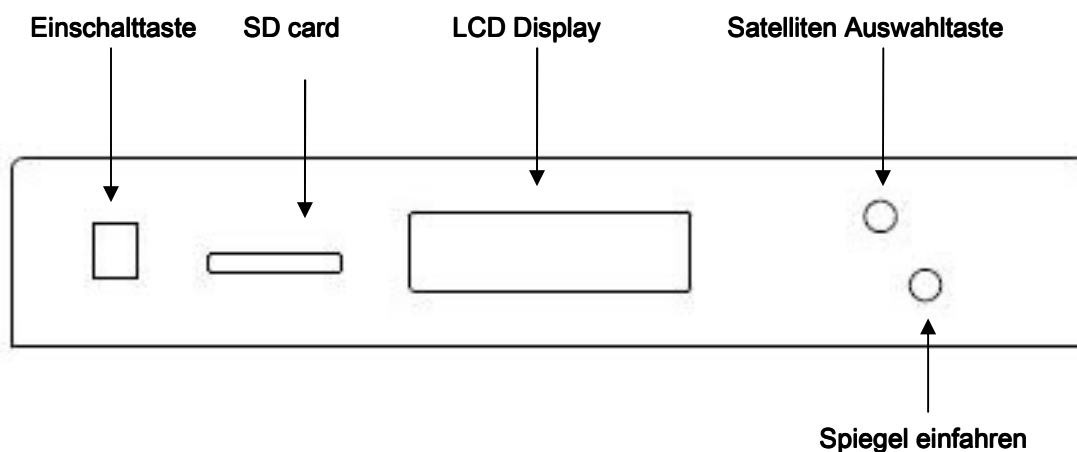 Einschalttaste SD card LCD Display Satelliten Auswahltaste
Spiegel einfahren